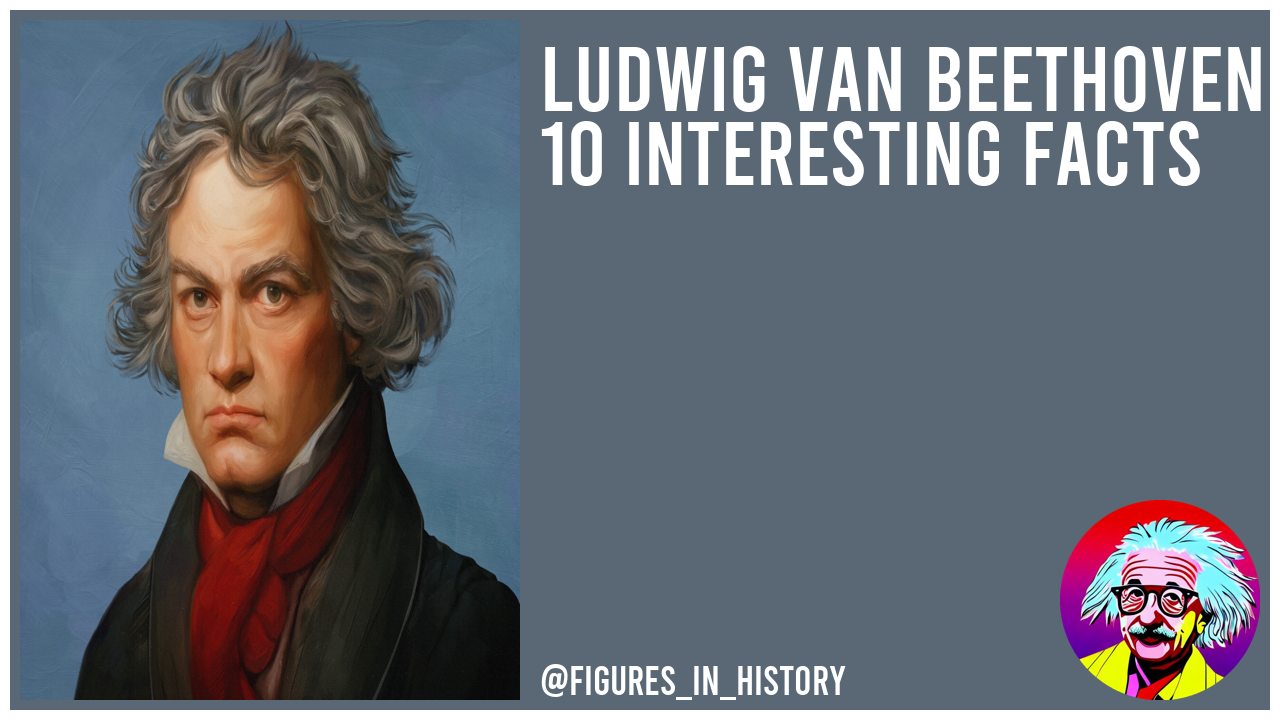 LUDWIG VAN BEETHOVEN
10 INTERESTING FACTS
@FIGURES_IN_HISTORY